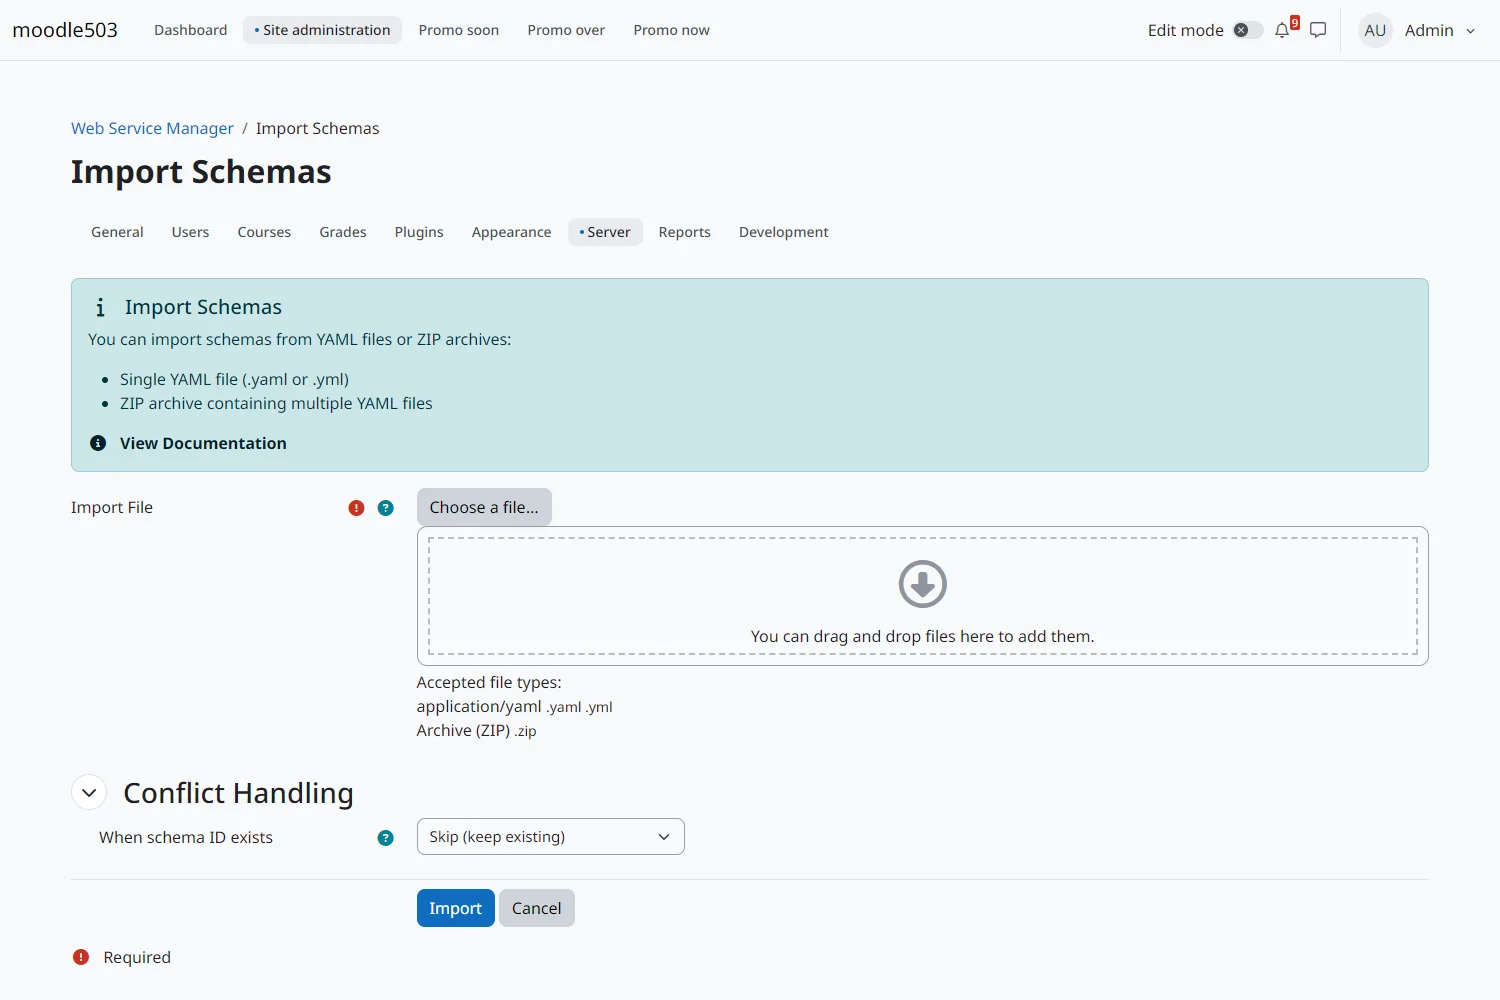 moodle503
Dashboard
Site administration
Promo soon
Promo over
Promo now
Edit mode
9
AU
Admin
Web Service Manager / Import Schemas
Import Schemas
General
Users
Courses
Grades
Plugins
Appearance
Server
Reports
Development
Import Schemas
You can import schemas from YAML files or ZIP archives:
Single YAML file (.yaml or .yml)
ZIP archive containing multiple YAML files
View Documentation
Import File
Choose a file...
You can drag and drop files here to add them.
Accepted file types:
application/yaml .yaml .yml
Archive (ZIP) .zip
Conflict Handling
When schema ID exists
Skip (keep existing)
Import
Cancel
Required